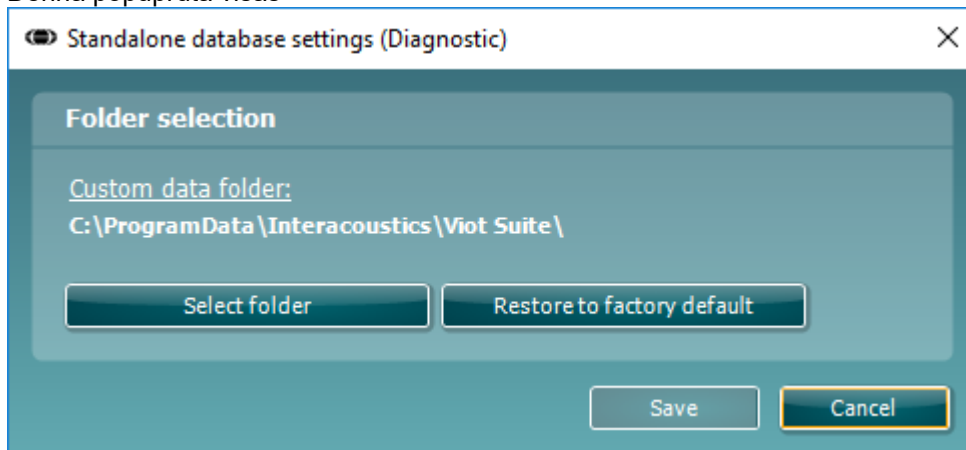 Standalone database settings (Diagnostic)
Folder selection
Custom data folder:
C:\ProgramData\Interacoustics\Viot Suite\
Select folder
Restore to factory default
Save
Cancel